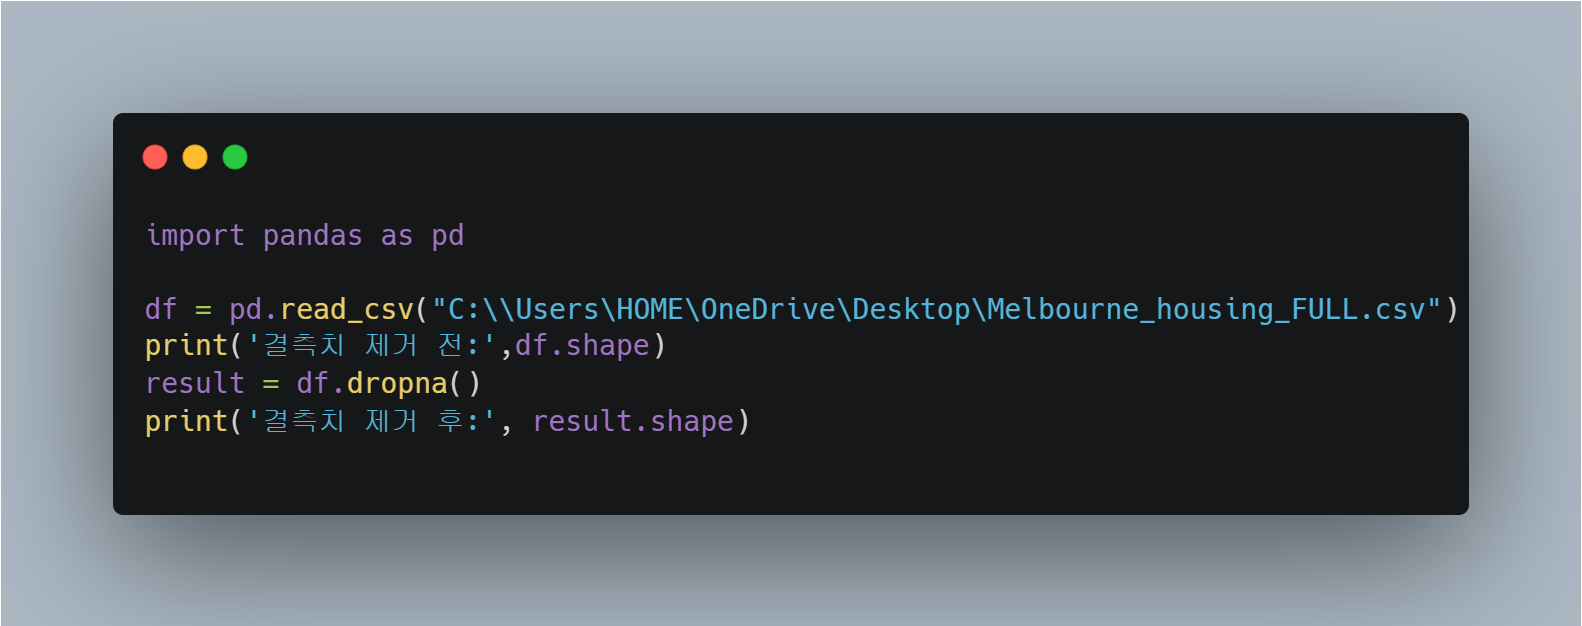 import pandas as pd
df = pd.read_csv("C:\\Users\HOME\OneDrive\Desktop\Melbourne_housing_FULL.csv")
print('결측치 제거 전:',df.shape)
result = df.dropna()
print('결측치 제거 후:', result.shape)